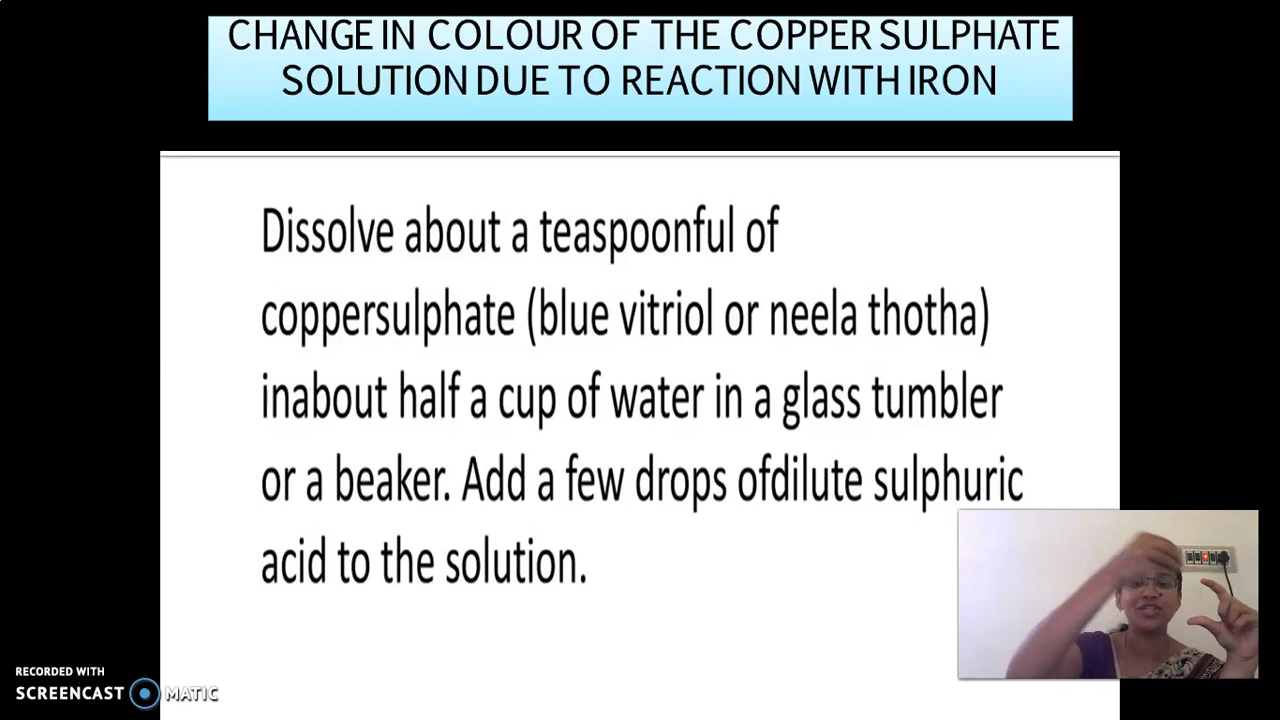 CHANGE IN COLOUR OF THE COPPER SULPHATE
SOLUTION DUE TO REACTION WITH IRON
Dissolve about a teaspoonful of
coppersulphate (blue vitriol or neela thotha)
inabout half a cup of water in a glass tumbler
or a beaker. Add a few drops ofdilute sulphuric
acid to the solution.
RECORDED WITH
SCREENCAST MATIC